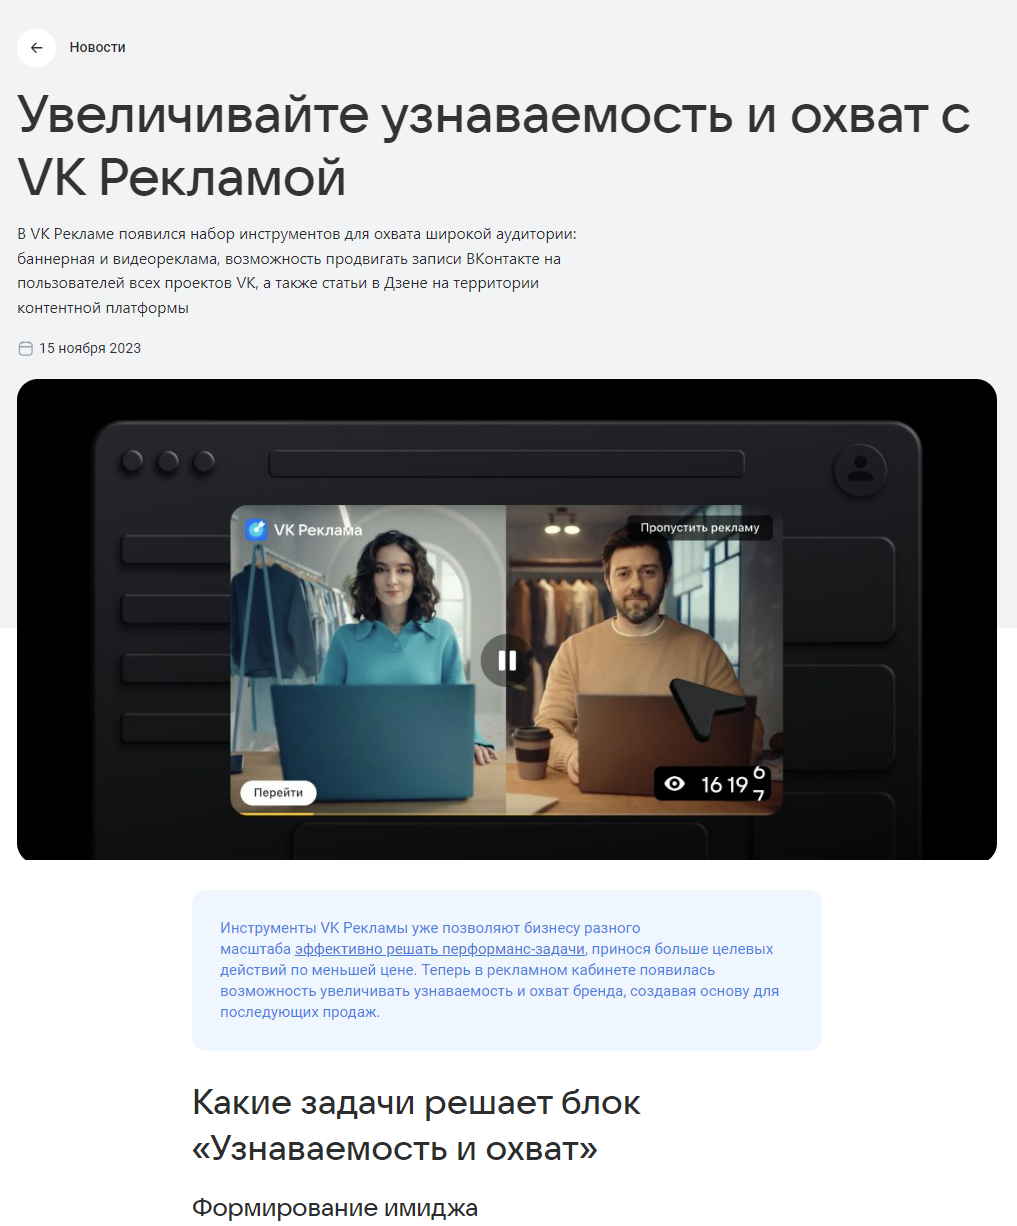 Новости
Увеличивайте узнаваемость и охват с
VK Рекламой
В VK Рекламе появился набор инструментов для охвата широкой аудитории:
баннерная и видеореклама, возможность продвигать записи ВКонтакте на
пользователей всех проектов VK, а также статьи в Дзене на территории
контентной платформы
15 ноября 2023
VK Реклама
Пропустить рекламу
Перейти
16 19 6
7
Инструменты VK Рекламы уже позволяют бизнесу разного
масштаба эффективно решать перформанс-задачи, принося больше целевых
действий по меньшей цене. Теперь в рекламном кабинете появилась
возможность увеличивать узнаваемость и охват бренда, создавая основу для
последующих продаж.
Какие задачи решает блок
«Узнаваемость и охват»
Формирование имиджа